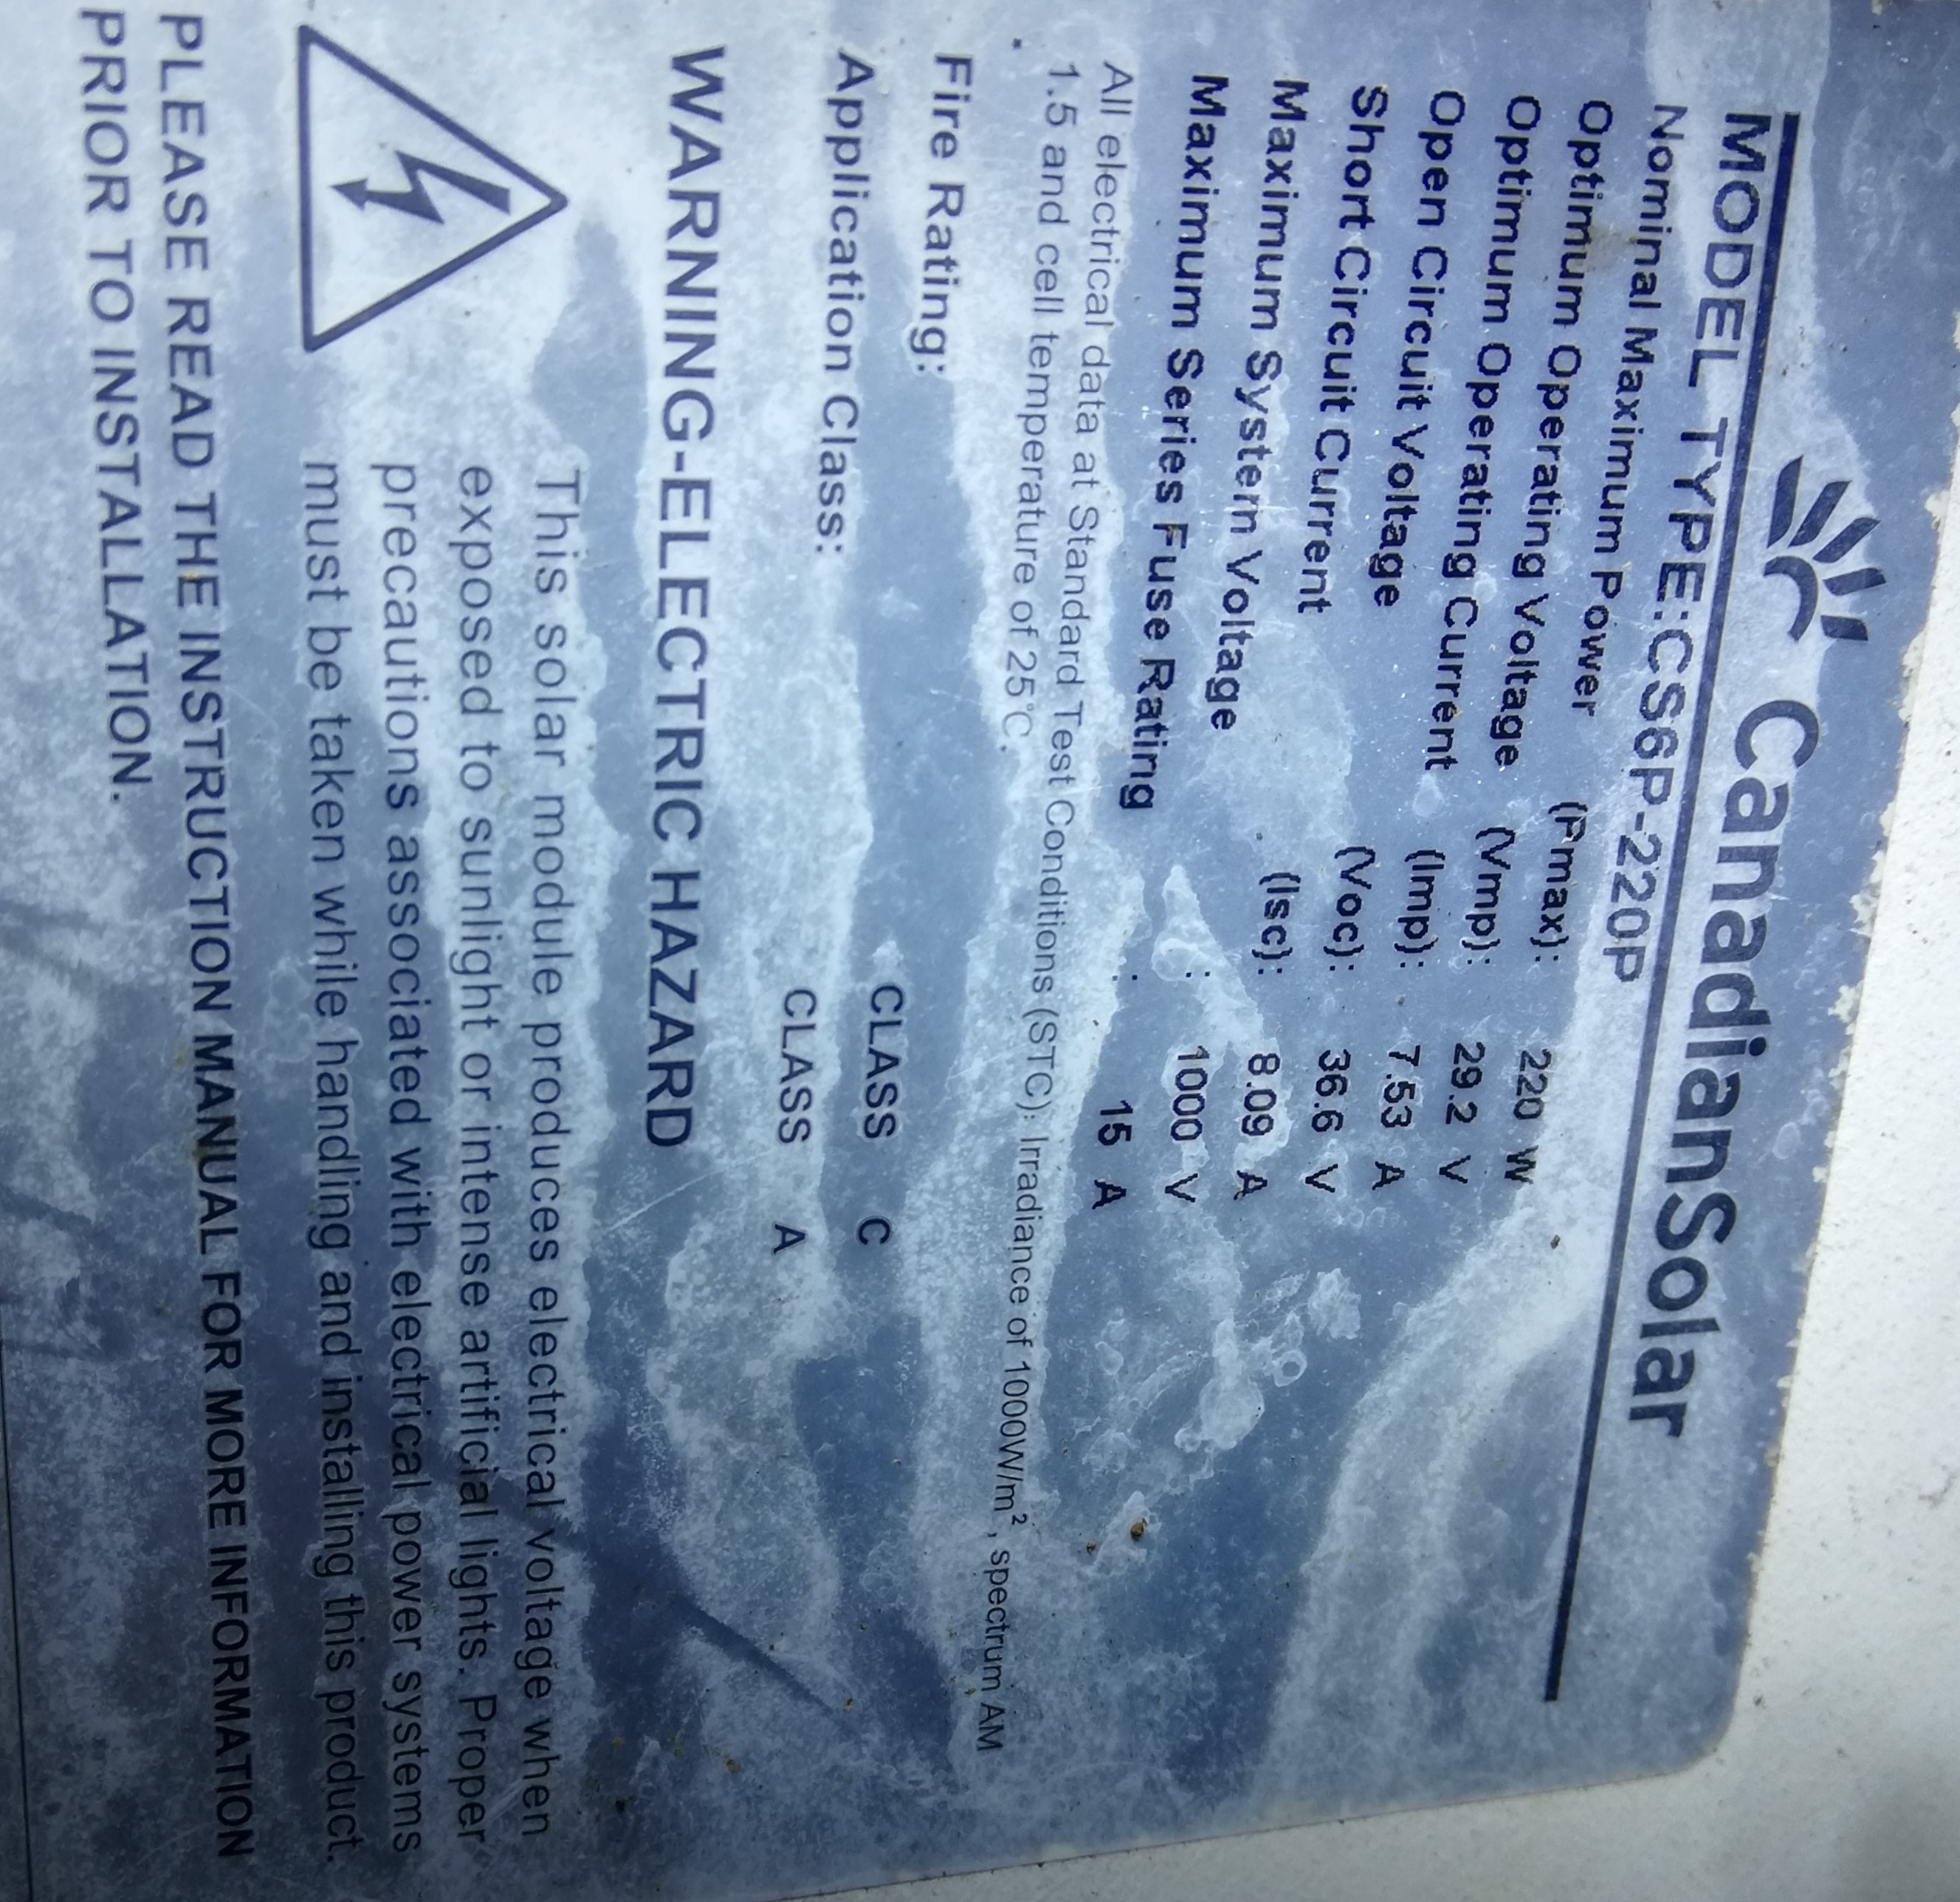 CanadianSolar
MODEL TYPE:CS6P-220P
Nominal Maximum Power (Pmax): 220 W
Optimum Operating Voltage (Vmp): 29.2 V
Optimum Operating Current (Imp): 7.53 A
Open Circuit Voltage (Voc): 36.6 V
Short Circuit Current (Isc): 8.09 A
Maximum System Voltage : 1000 V
Maximum Series Fuse Rating : 15 A
All electrical data at Standard Test Conditions (STC): Irradiance of 1000W/m², spectrum AM
1.5 and cell temperature of 25℃.
Fire Rating: CLASS C
Application Class: CLASS A
WARNING-ELECTRIC HAZARD
This solar module produces electrical voltage when
exposed to sunlight or intense artificial lights. Proper
precautions associated with electrical power systems
must be taken while handling and installing this product.
PLEASE READ THE INSTRUCTION MANUAL FOR MORE INFORMATION
PRIOR TO INSTALLATION.